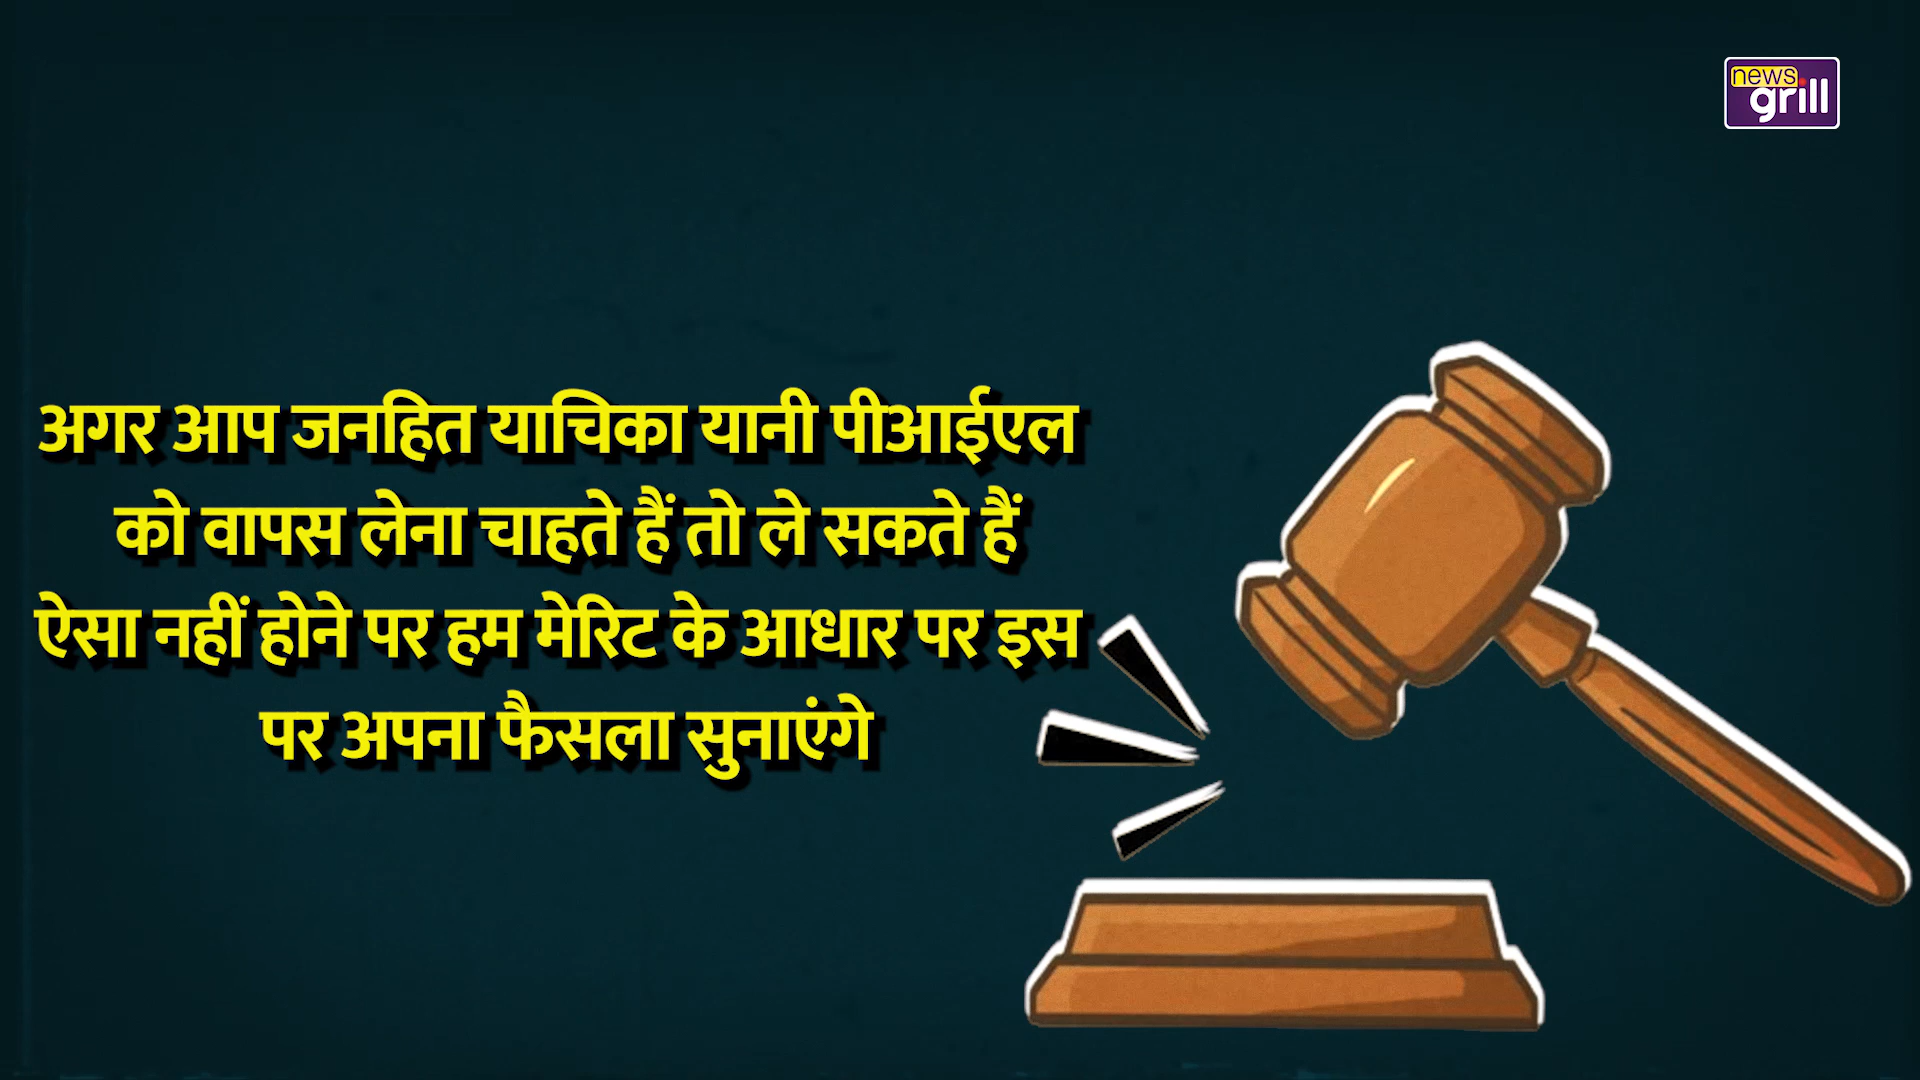 news
grill
अगर आप जनहित याचिका यानी पीआईएल
को वापस लेना चाहते हैं तो ले सकते हैं
ऐसा नहीं होने पर हम मेरिट के आधार पर इस
पर अपना फैसला सुनाएंगे